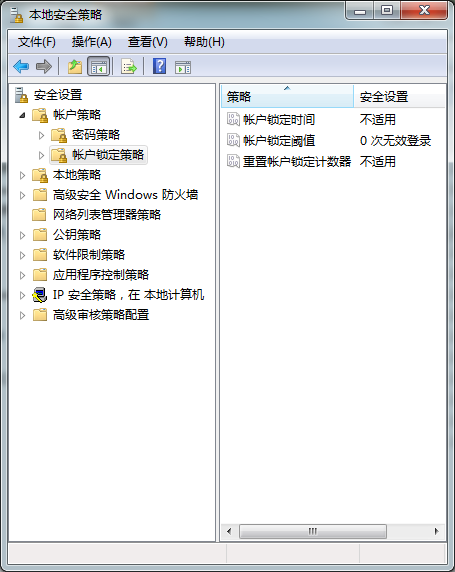 本地安全策略
文件(F) 操作(A) 查看(V) 帮助(H)
安全设置
帐户策略
密码策略
帐户锁定策略
本地策略
高级安全 Windows 防火墙
网络列表管理器策略
公钥策略
软件限制策略
应用程序控制策略
IP 安全策略，在 本地计算机
高级审核策略配置
策略 安全设置
帐户锁定时间 不适用
帐户锁定阈值 0 次无效登录
重置帐户锁定计数器 不适用